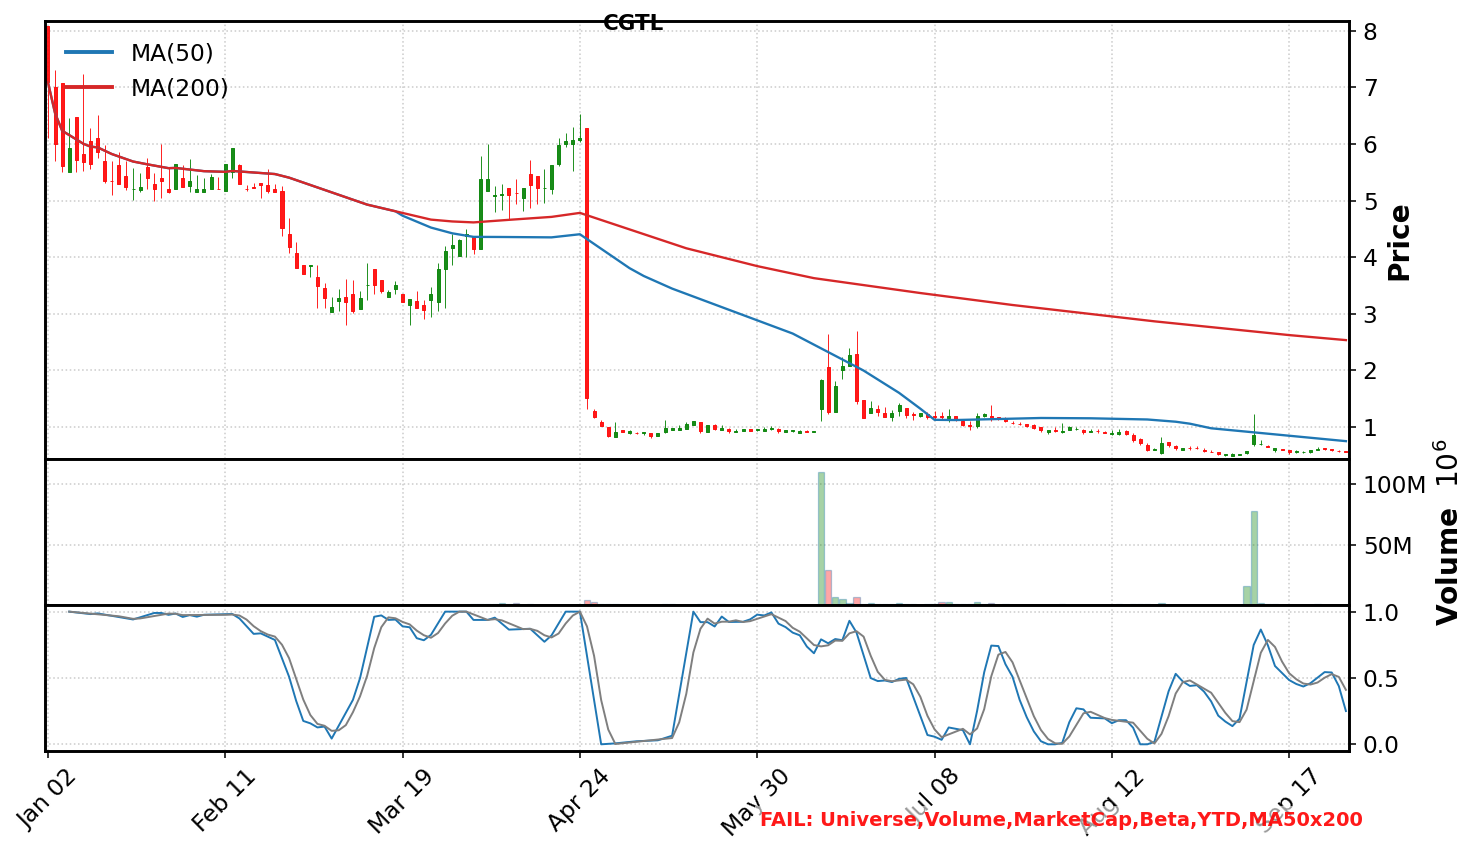 CGTL
MA(50)
MA(200)
8
7
6
5
4
3
2
1
Price
100M
50M
Volume 10⁶
1.0
0.5
0.0
Jan 02
Feb 11
Mar 19
Apr 24
May 30
Jul 08
Aug 12
Sep 17
FAIL: Universe,Volume,MarketCap,Beta,YTD,MA50x200